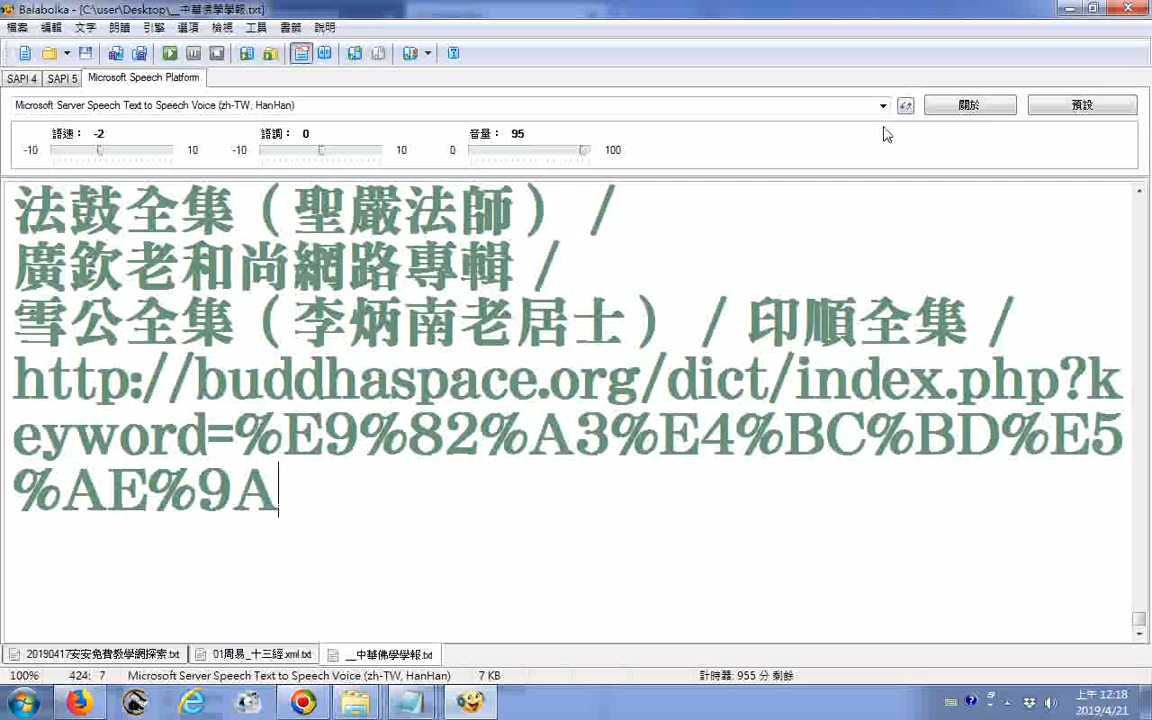 Balabolka - [C:\user\Desktop\__中華佛學學報.txt]
檔案 編輯 文字 朗讀 引擎 選項 檢視 工具 書籤 說明
SAPI 4 SAPI 5 Microsoft Speech Platform
Microsoft Server Speech Text to Speech Voice (zh-TW, HanHan) 關於 預設
語速： -2 語調： 0 音量： 95
-10 10 -10 10 0 100
法鼓全集（聖嚴法師） /
廣欽老和尚網路專輯 /
雪公全集（李炳南老居士） / 印順全集 /
http://buddhaspace.org/dict/index.php?k
eyword=%E9%82%A3%E4%BC%BD%E5
%AE%9A
20190417安安免費教學網探索.txt 01周易_十三經.xml.txt __中華佛學學報.txt
100% 424: 7 Microsoft Server Speech Text to Speech Voice (zh-TW, HanHan) 7 KB 計時器: 955 分 剩餘
上午 12:18
2019/4/21